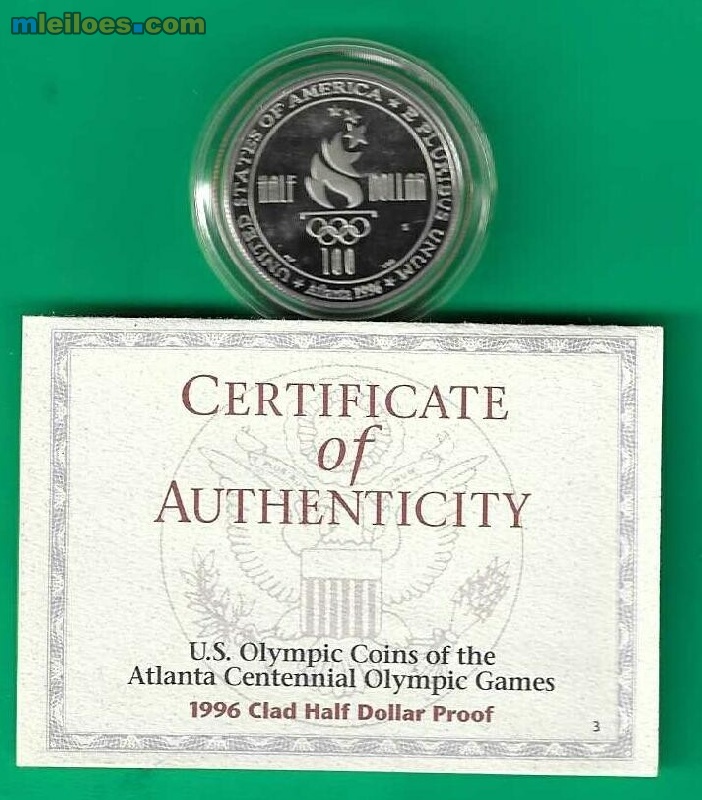 mleiloes.com
UNITED STATES OF AMERICA ★ E PLURIBUS UNUM ★
HALF DOLLAR
100
Atlanta 1996
CERTIFICATE
of
AUTHENTICITY
U.S. Olympic Coins of the
Atlanta Centennial Olympic Games
1996 Clad Half Dollar Proof
3